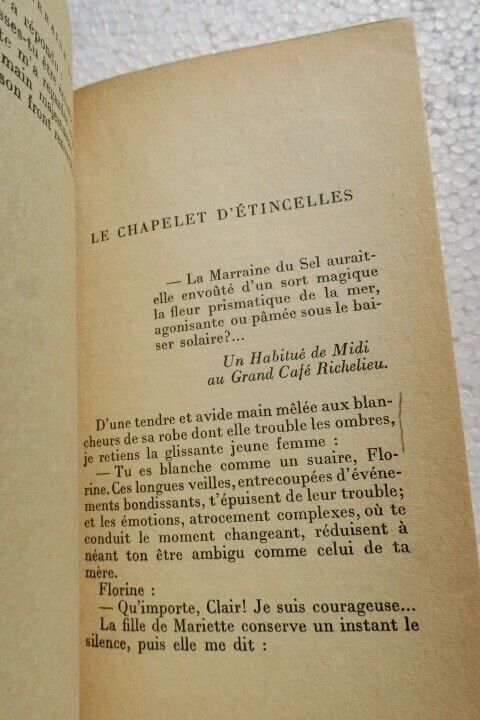 à répondre
m'a rega
main
son front
LE CHAPELET D'ÉTINCELLES
— La Marraine du Sel aurait-
elle envoûté d'un sort magique
la fleur prismatique de la mer,
agonisante ou pâmée sous le bai-
ser solaire?...
Un Habitué de Midi
au Grand Café Richelieu.
D'une tendre et avide main mêlée aux blan-
cheurs de sa robe dont elle trouble les ombres,
je retiens la glissante jeune femme :
— Tu es blanche comme un suaire, Flo-
rine. Ces longues veilles, entrecoupées d'événe-
ments bondissants, t'épuisent de leur trouble;
et les émotions, atrocement complexes, où te
conduit le moment changeant, réduisent à
néant ton être ambigu comme celui de ta
mère.
Florine :
— Qu'importe, Clair! Je suis courageuse...
La fille de Mariette conserve un instant le
silence, puis elle me dit :